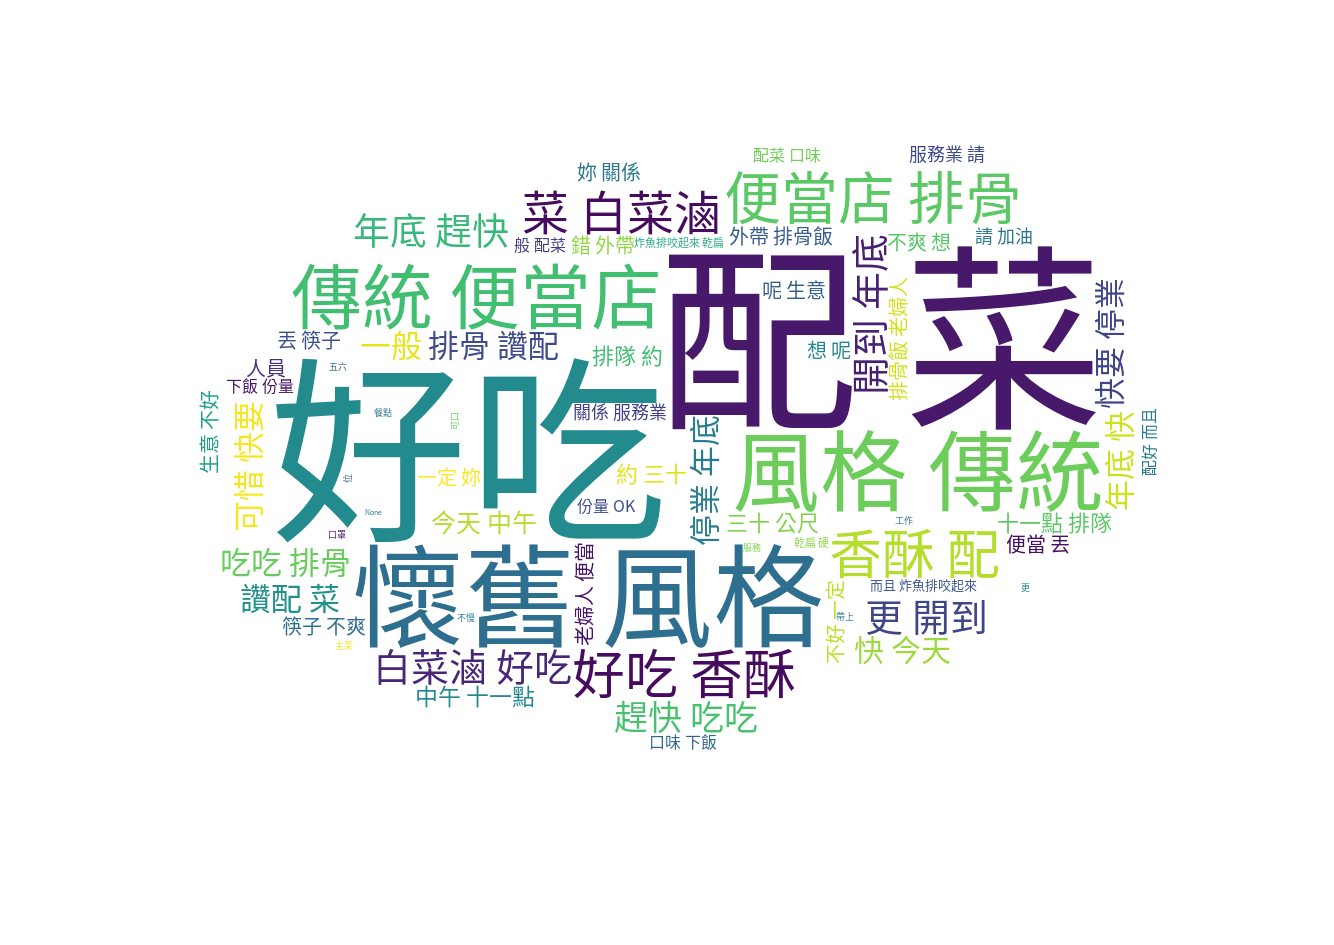 配菜 口味
服務業 請
妳 關係
便當店 排骨
菜 白菜滷
年底 趕快
般 配菜
錯 外帶
炸魚排咬起來 乾扁
外帶 排骨飯
不爽 想
請 加油
傳統 便當店
配菜
呢 生意
開到 年底
排骨飯 老婦人
快要 停業
丟 筷子
一般
排骨 讚配
排隊 約
想 呢
人員
五六
下飯 份量
好吃
餐點
可口
關係 服務業
生意 不好
可惜 快要
停業 年底
風格 傳統
年底 快
配好 而且
位
一定 妳
約 三十
None
份量 OK
今天 中午
三十 公尺
工作
十一點 排隊
口罩
服務
乾扁 硬
香酥 配
便當 丟
吃吃 排骨
懷舊 風格
老婦人 便當
而且 炸魚排咬起來
更
讚配 菜
不好 一定
帶上
更 開到
筷子 不爽
不慢
生菜
快 今天
白菜滷 好吃
好吃 香酥
中午 十一點
趕快 吃吃
口味 下飯